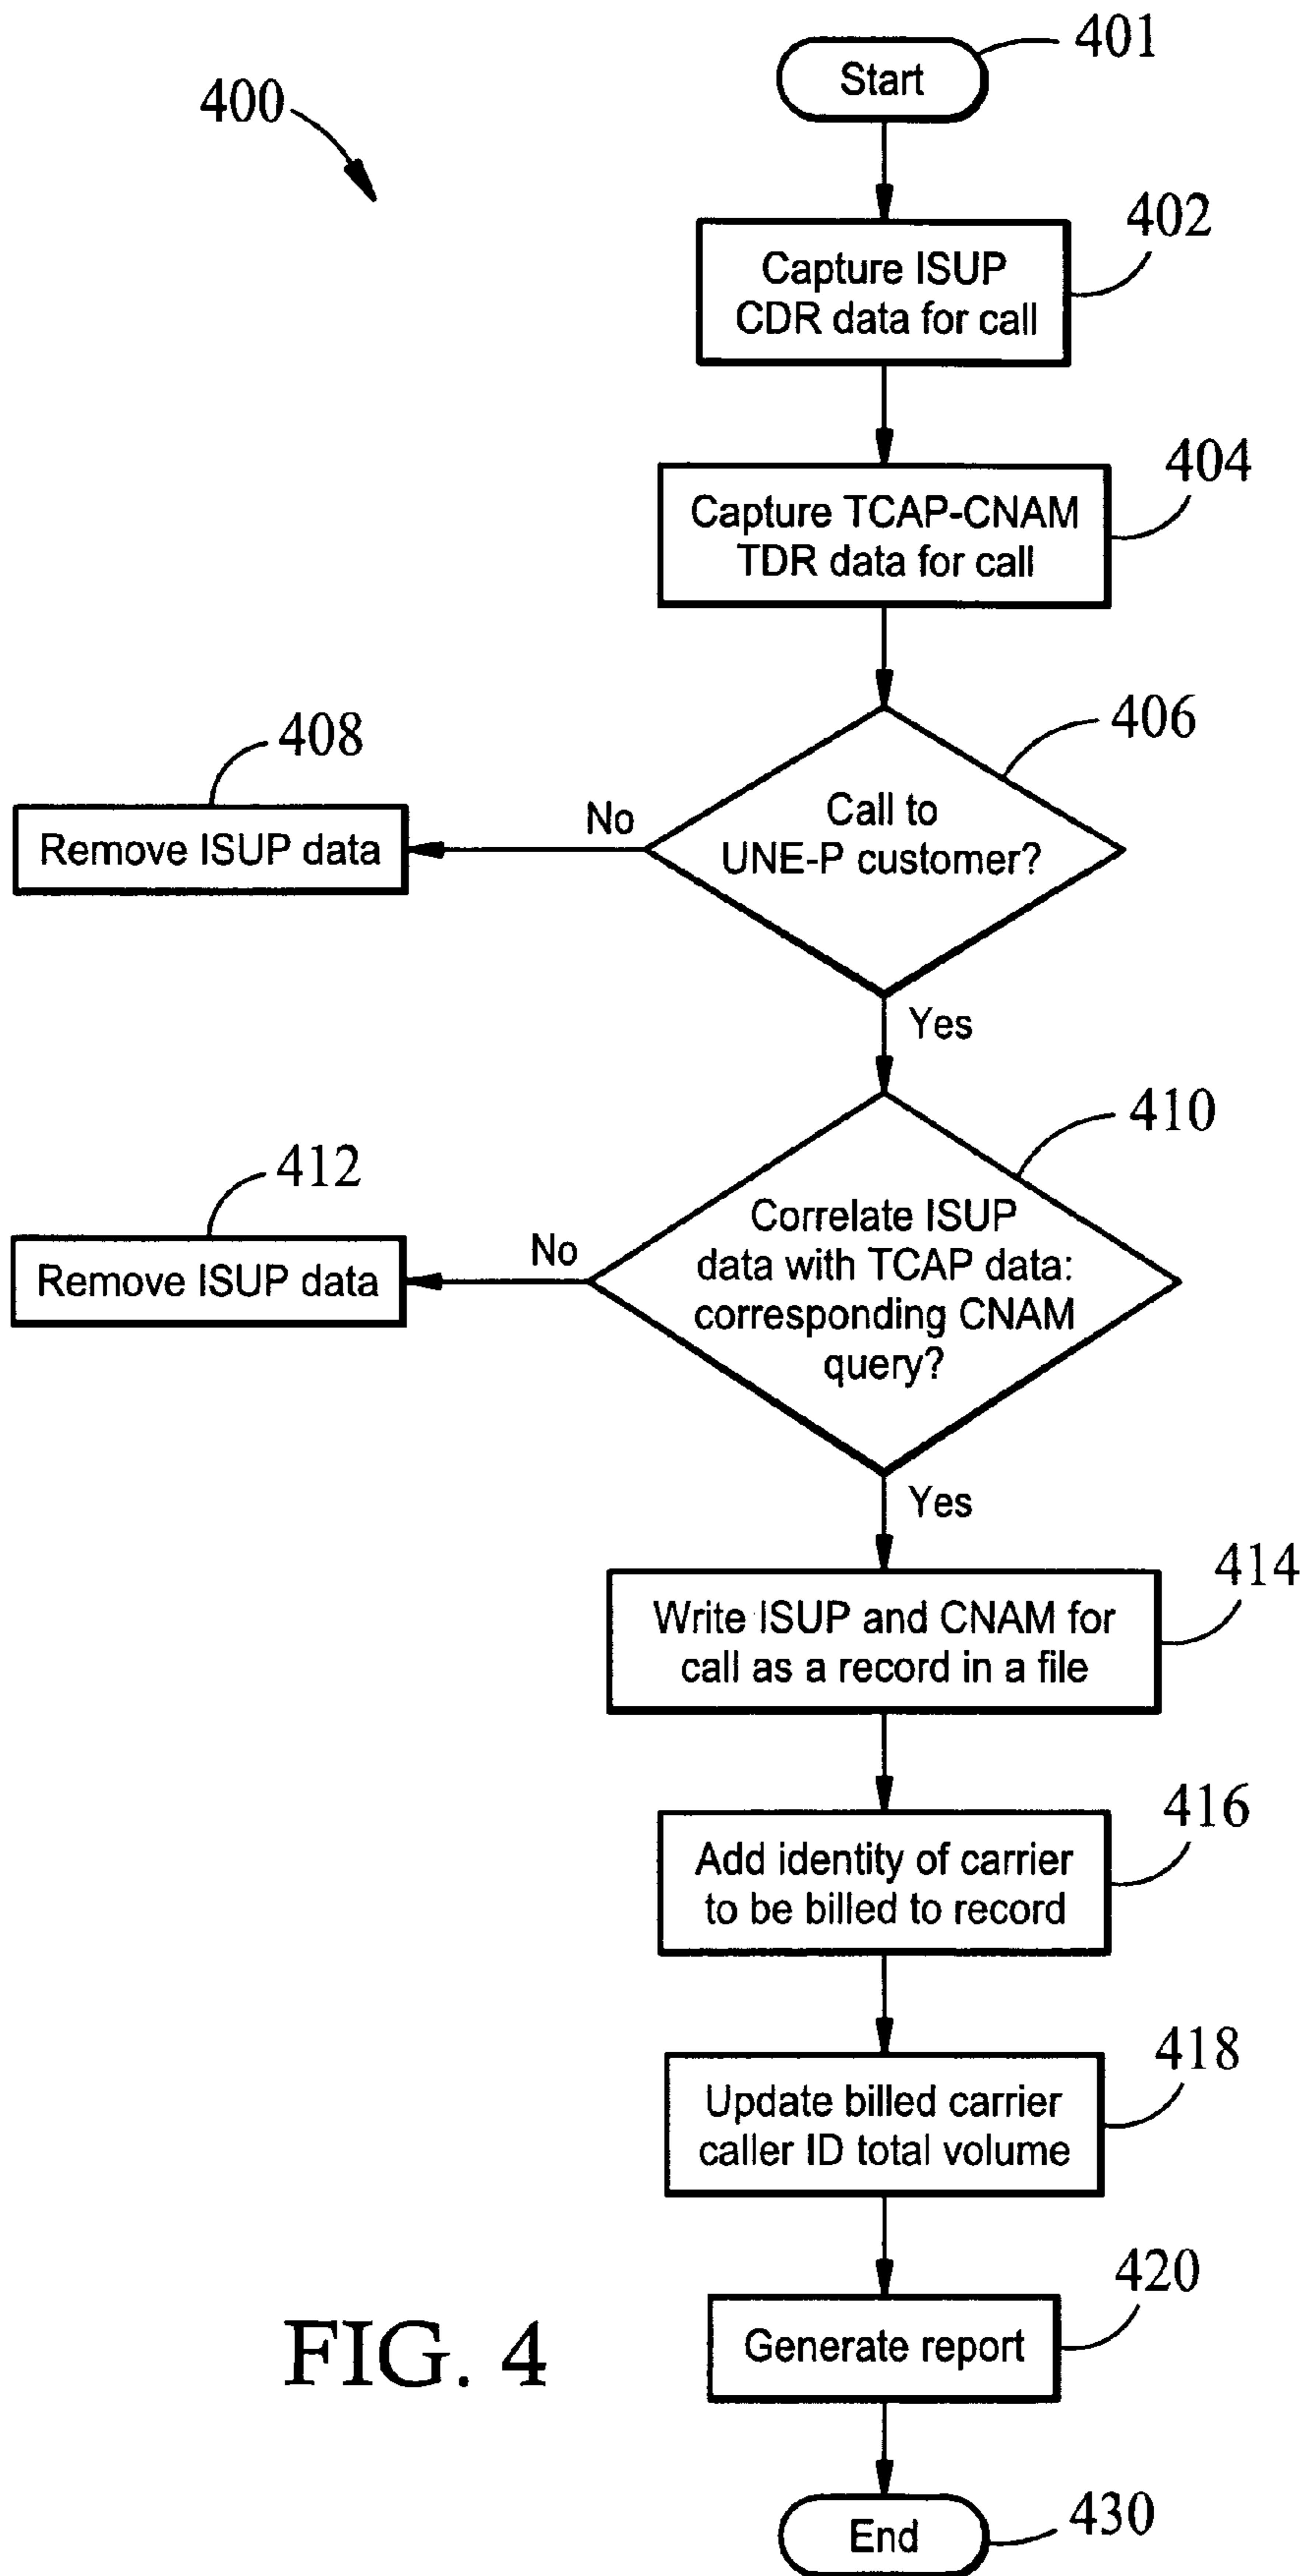 401
Start
400
402
Capture ISUP
CDR data for call
404
Capture TCAP-CNAM
TDR data for call
406
408
Call to
UNE-P customer?
No
Remove ISUP data
Yes
410
412
Correlate ISUP
data with TCAP data:
corresponding CNAM
query?
No
Remove ISUP data
Yes
414
Write ISUP and CNAM for
call as a record in a file
416
Add identity of carrier
to be billed to record
418
Update billed carrier
caller ID total volume
420
Generate report
FIG. 4
End
430